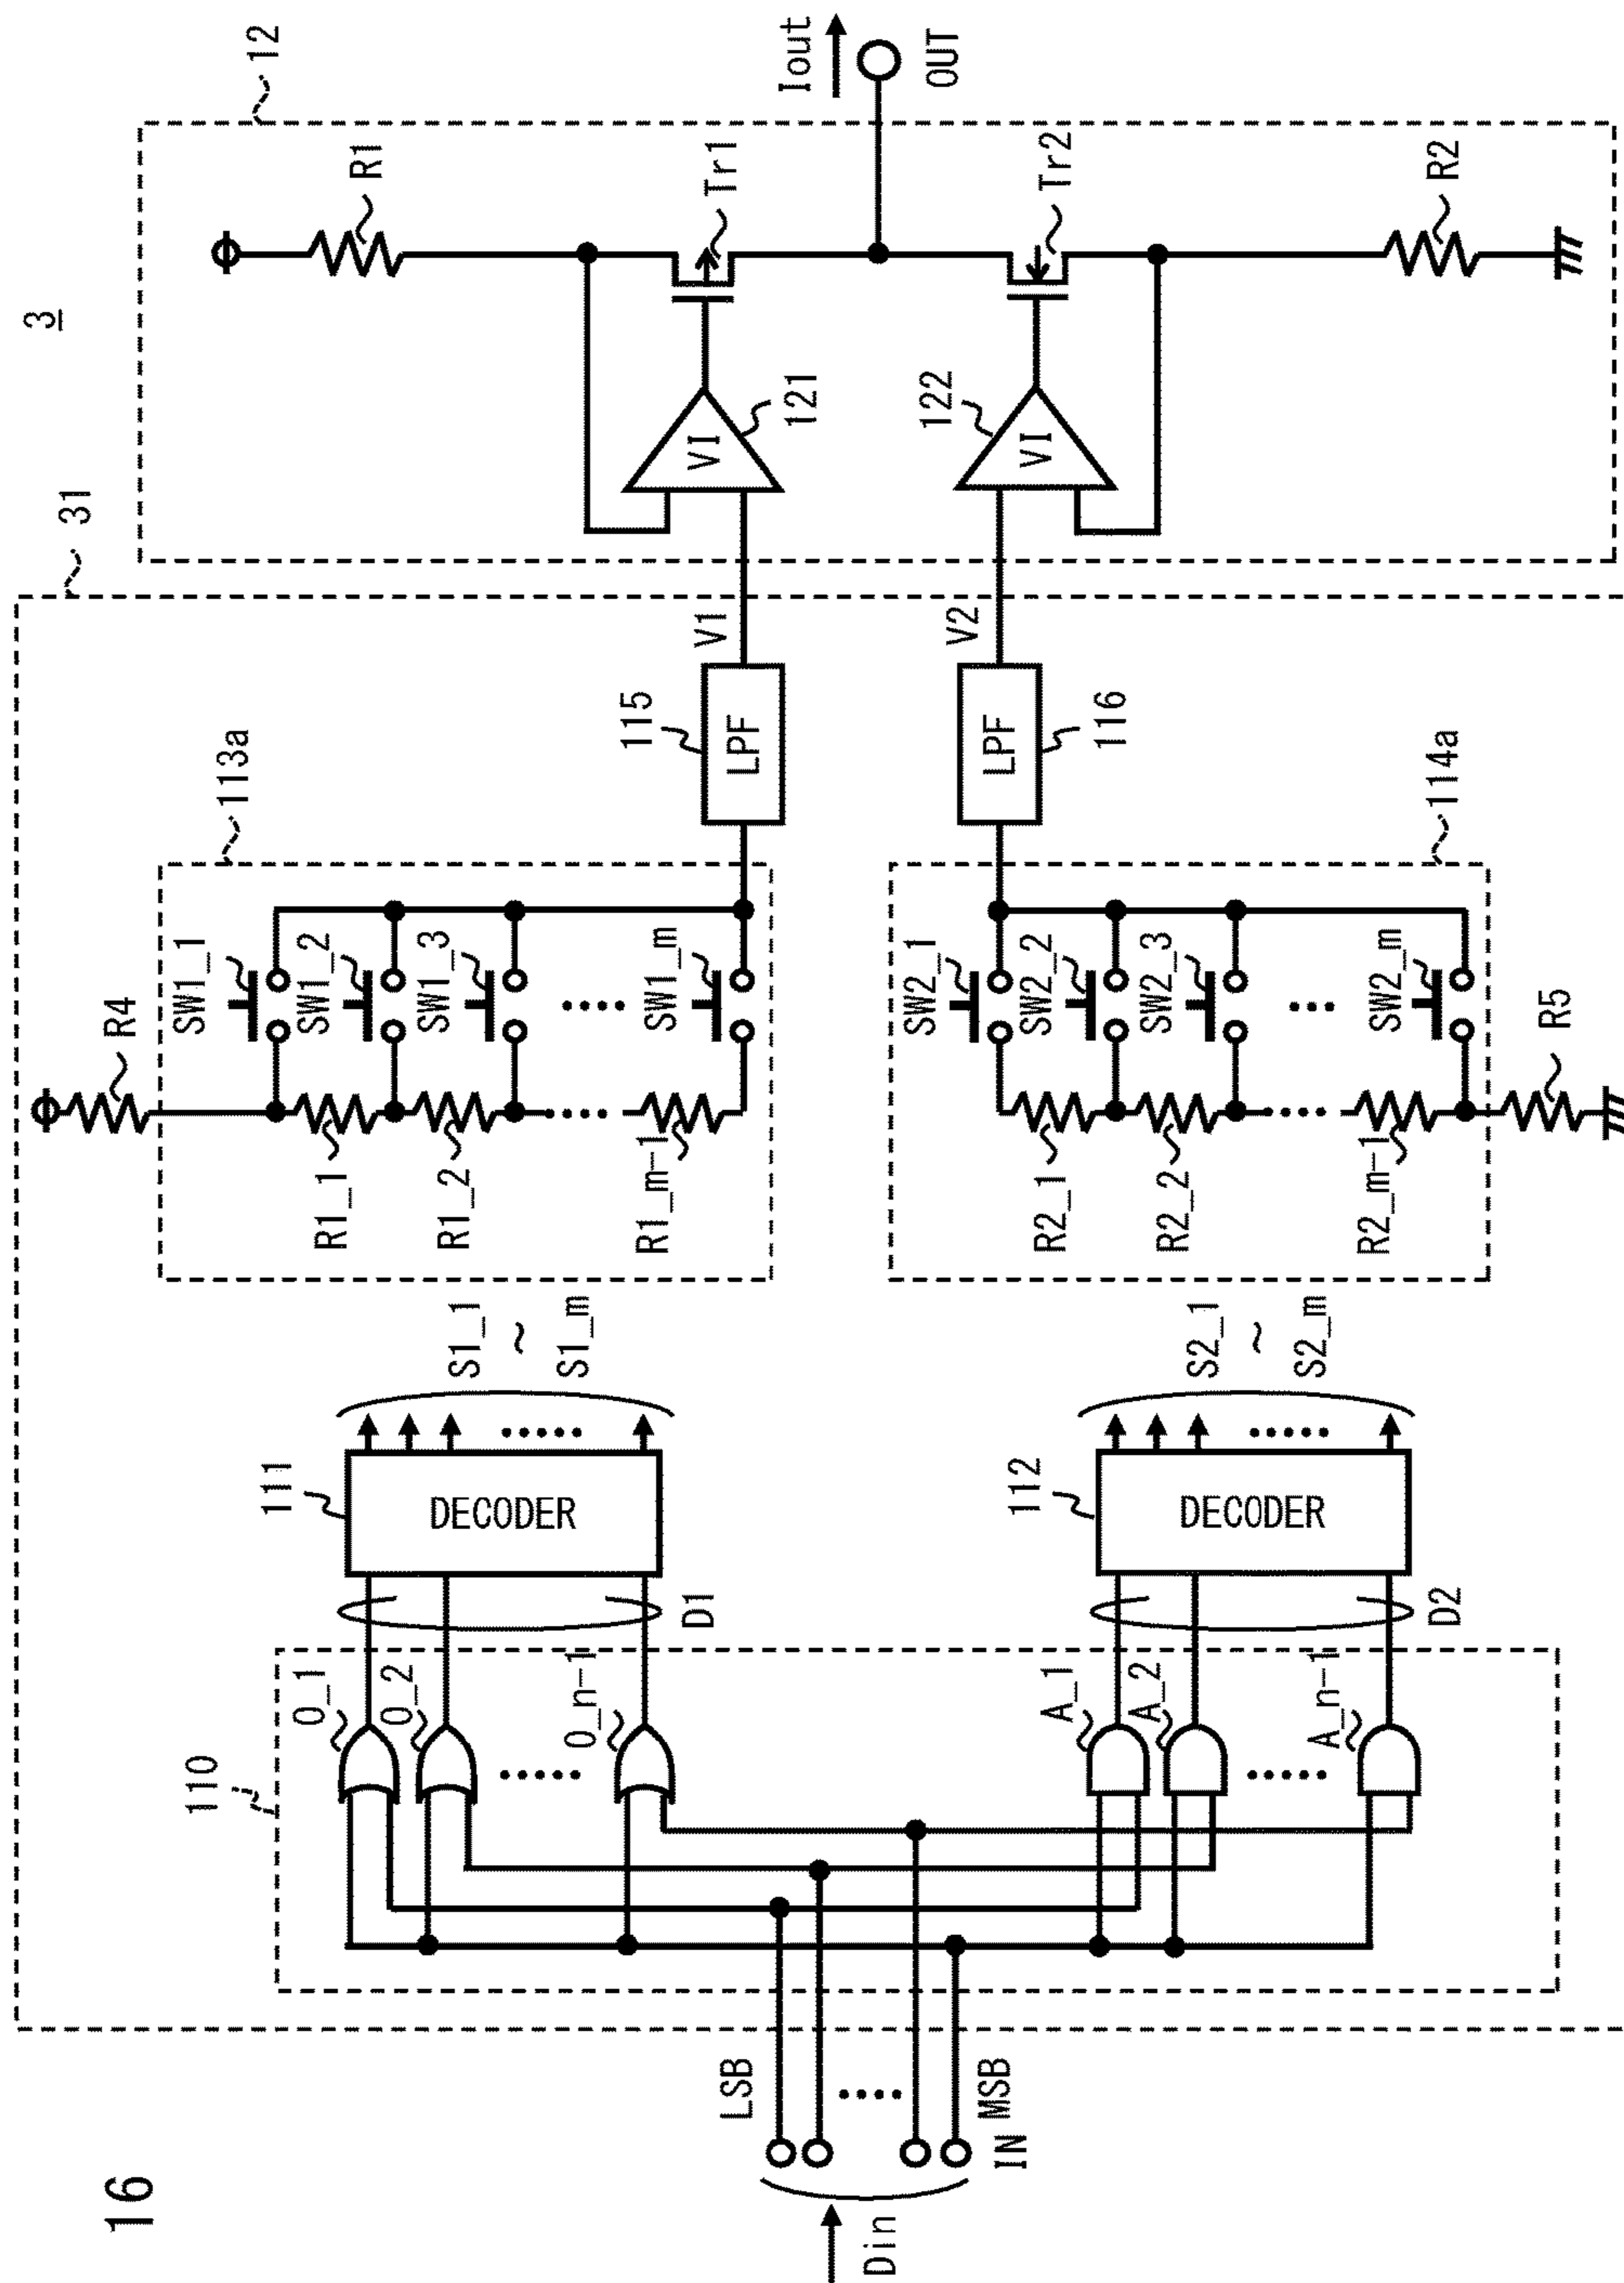 16
3
31
12
Din
LSB
MSB
IN
110
O_1
O_2
O_n-1
A_1
A_2
A_n-1
D1
D2
111
DECODER
112
DECODER
S1_1
~
S1_m
S2_1
~
S2_m
R4
113a
SW1_1
SW1_2
SW1_3
SW1_m
R1_1
R1_2
R1_m-1
SW2_1
SW2_2
SW2_3
SW2_m
R2_1
R2_2
R2_m-1
114a
R5
115
LPF
116
LPF
V1
V2
VI
121
VI
122
R1
Tr1
Tr2
R2
Iout
OUT